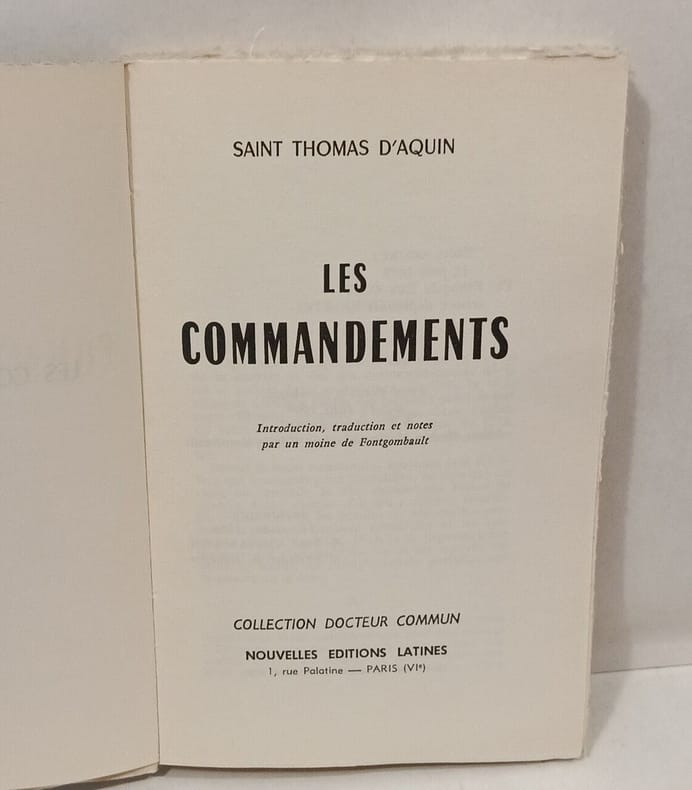 SAINT THOMAS D'AQUIN
LES
COMMANDEMENTS
Introduction, traduction et notes
par un moine de Fontgombault
COLLECTION DOCTEUR COMMUN
NOUVELLES EDITIONS LATINES
1, rue Palatine — PARIS (VIe)